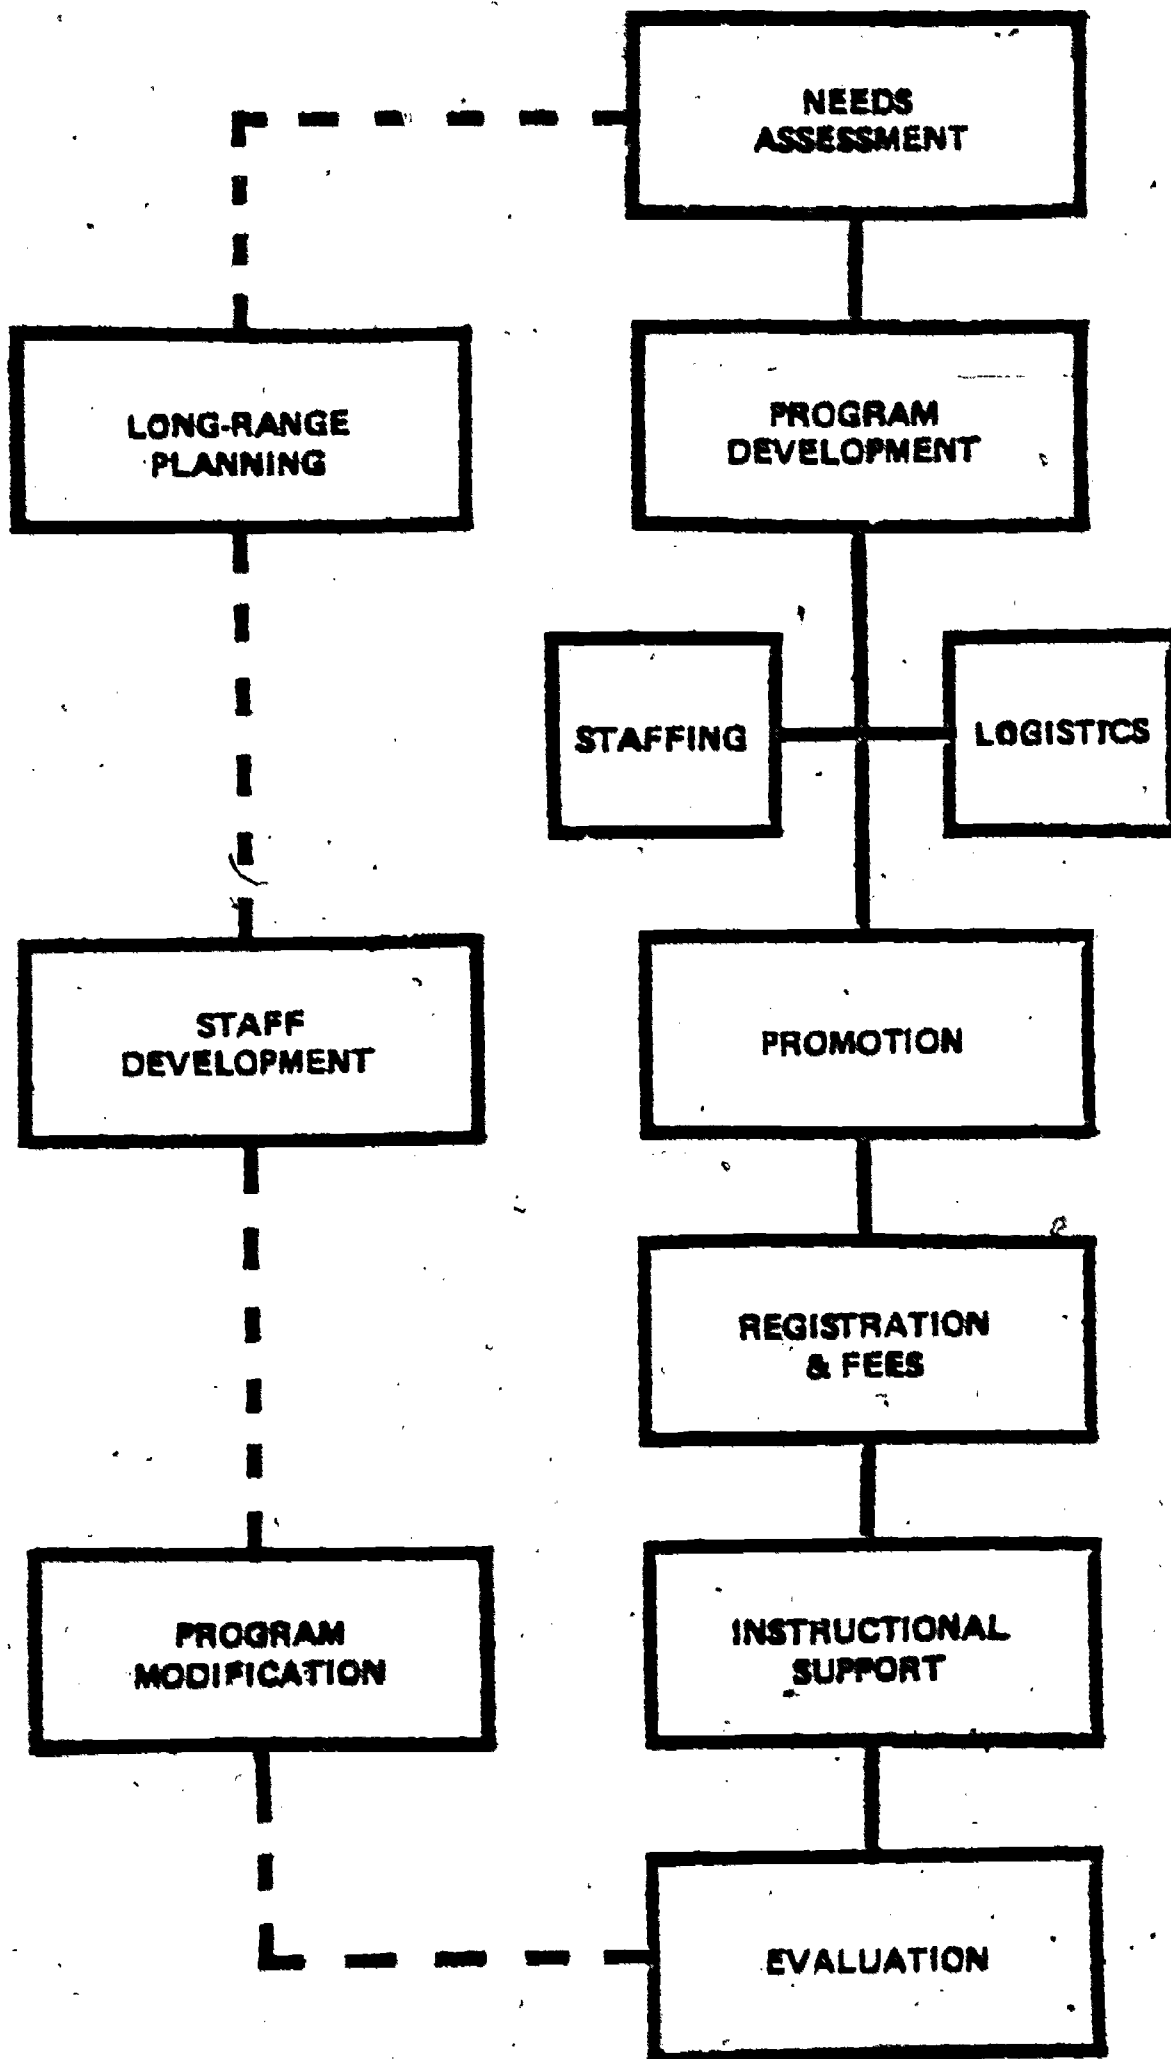 NEEDS
ASSESSMENT
LONG-RANGE
PLANNING
PROGRAM
DEVELOPMENT
STAFFING
LOGISTICS
STAFF
DEVELOPMENT
PROMOTION
REGISTRATION
& FEES
PROGRAM
MODIFICATION
INSTRUCTIONAL
SUPPORT
EVALUATION